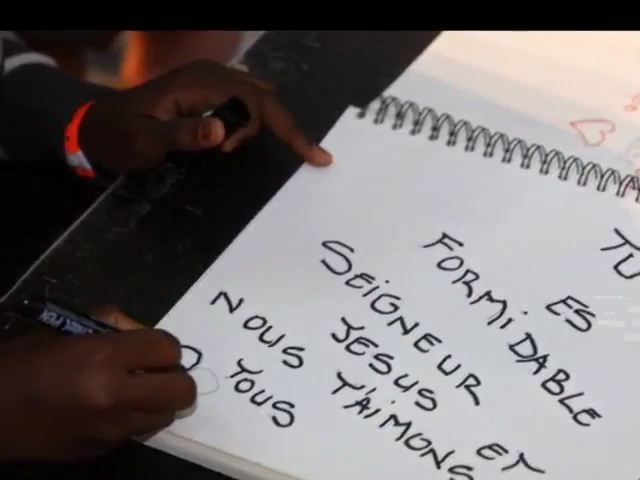 TU
ES
FORMIDABLE
SEIGNEUR
JESUS ET
NOUS T'AIMONS
TOUS